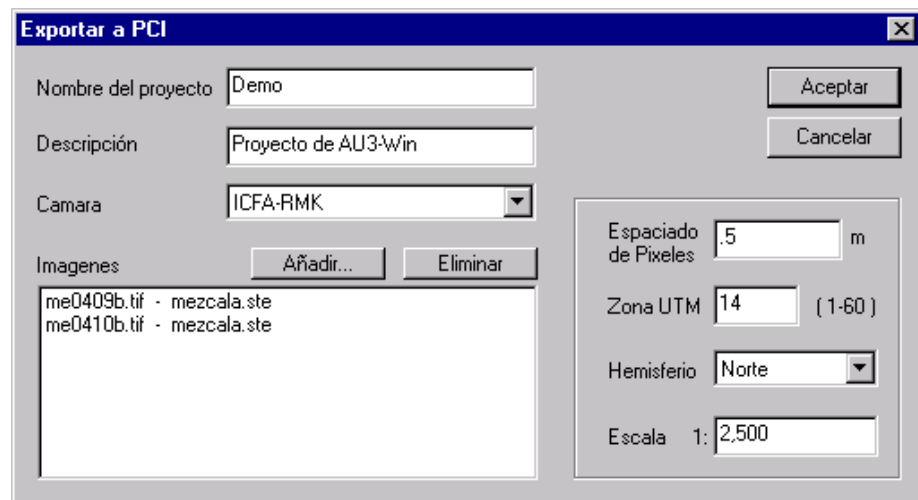 Exportar a PCI
Nombre del proyecto Demo
Aceptar
Descripción Proyecto de AU3-Win
Cancelar
Camara ICFA-RMK
Imagenes Añadir... Eliminar
me0409b.tif - mezcala.ste
me0410b.tif - mezcala.ste
Espaciado
de Pixeles .5 m
Zona UTM 14 ( 1-60 )
Hemisferio Norte
Escala 1: 2,500